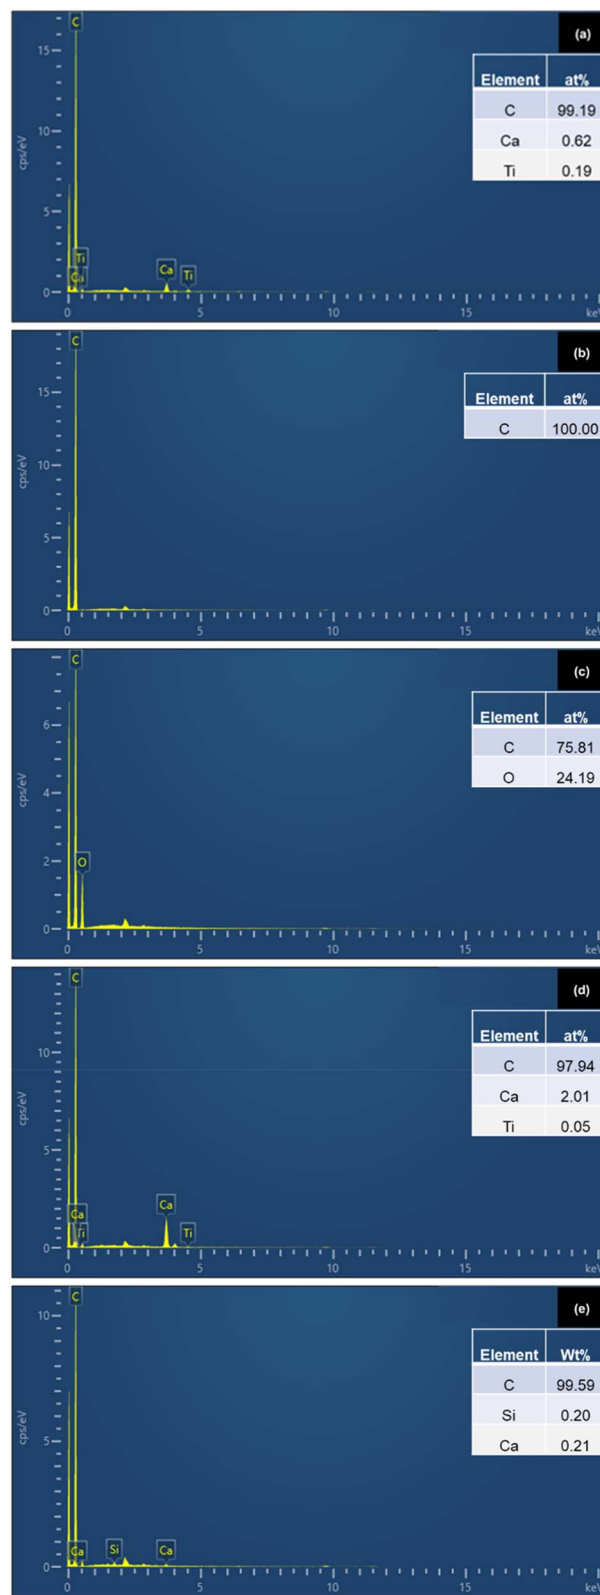 (a)
Element at%
C 99.19
Ca 0.62
Ti 0.19
C
15
10
cps/eV
5
Ti
Ca
Ca
Ti
0
0 5 10 15 keV
(b)
Element at%
C 100.00
C
15
10
cps/eV
5
0
0 5 10 15 keV
(c)
Element at%
C 75.81
O 24.19
C
6
cps/eV
4
2
O
0
0 5 10 15 keV
(d)
Element at%
C 97.94
Ca 2.01
Ti 0.05
C
10
cps/eV
5
Ca
Ca
Ti
Ti
0
0 5 10 15 keV
(e)
Element Wt%
C 99.59
Si 0.20
Ca 0.21
C
10
cps/eV
5
Ca
Si
Ca
0
0 5 10 15 keV